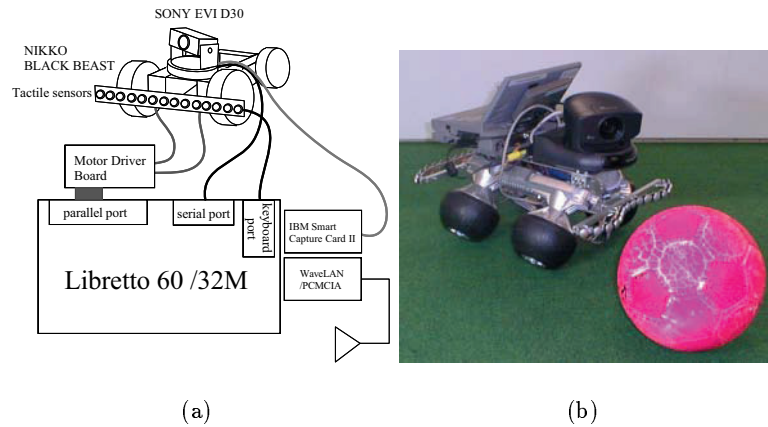 SONY EVI D30
NIKKO
BLACK BEAST
Tactile sensors
Motor Driver
Board
parallel port
serial port
keyboard
port
IBM Smart
Capture Card II
Libretto 60 /32M
WaveLAN
/PCMCIA
(a)
(b)